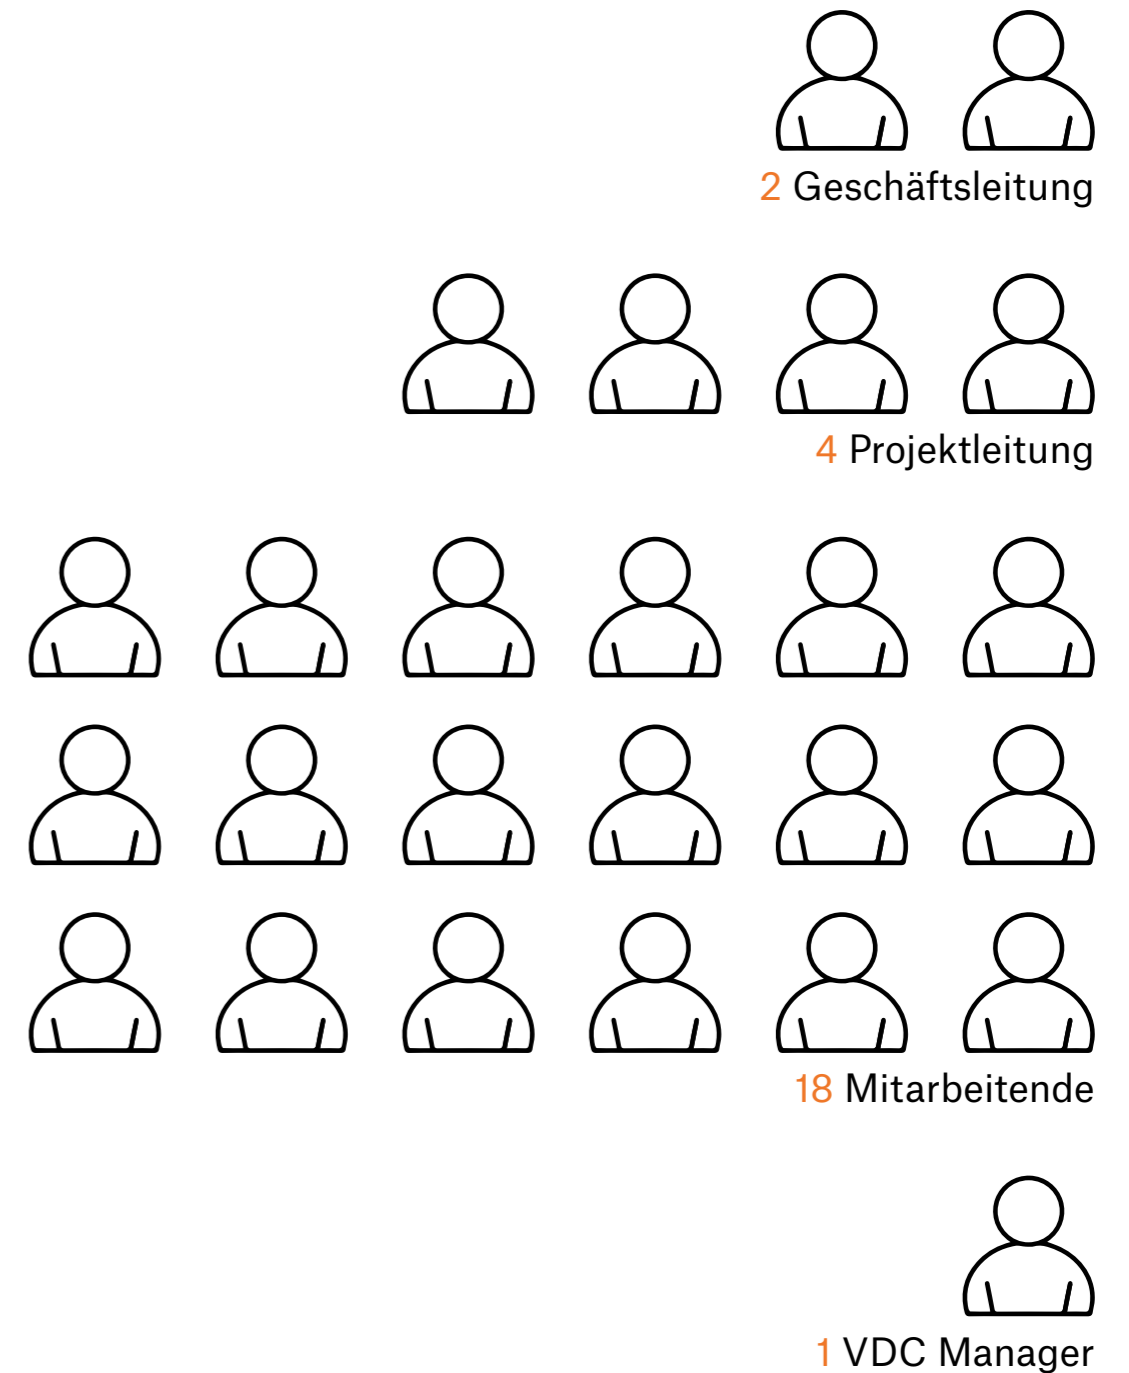 2 Geschäftsleitung
4 Projektleitung
18 Mitarbeitende
1 VDC Manager